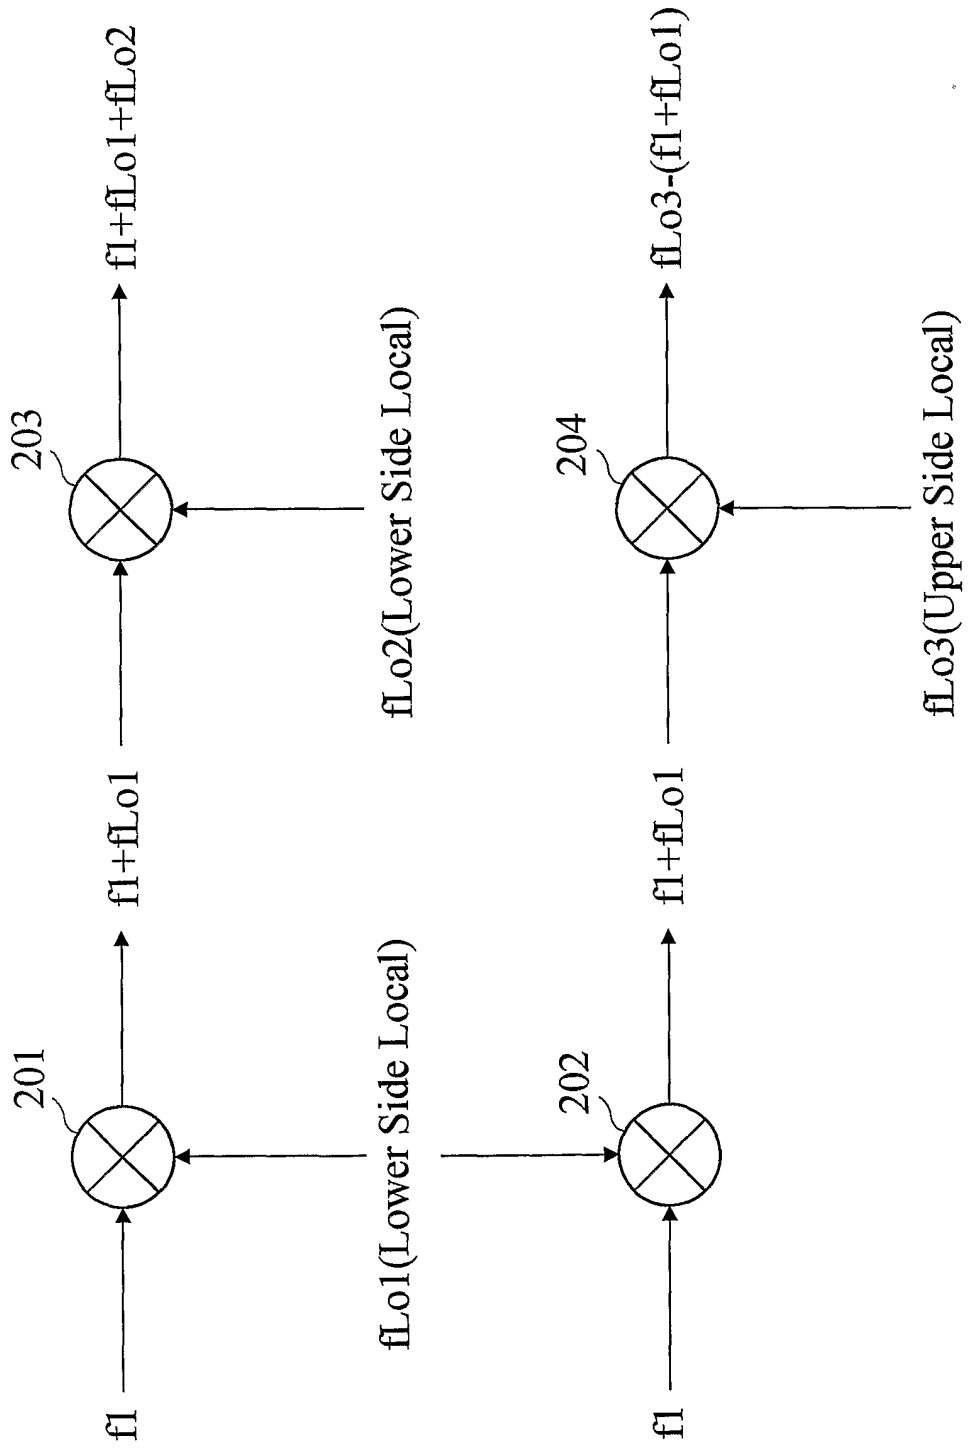 201
203
f1
f1+fLo1
f1+fLo1+fLo2
fLo1(Lower Side Local)
fLo2(Lower Side Local)
202
204
f1
f1+fLo1
fLo3-(f1+fLo1)
fLo3(Upper Side Local)